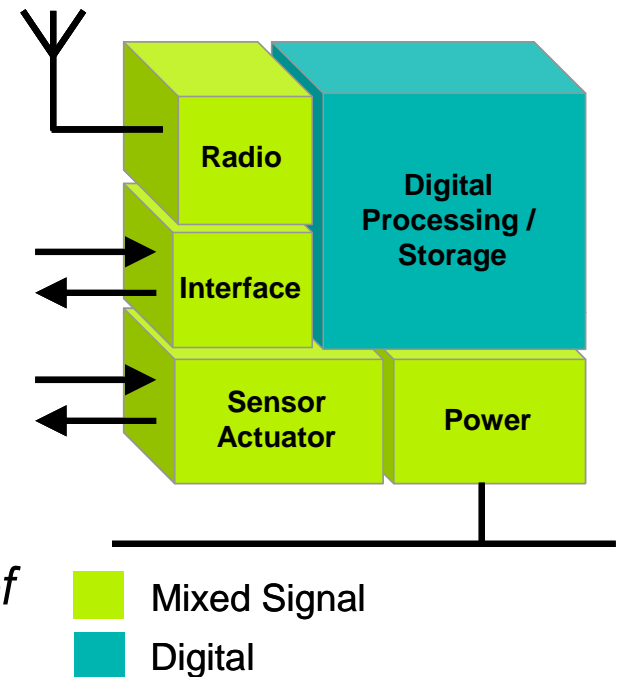 Radio
Digital
Processing /
Storage
Interface
Sensor
Actuator
Power
f
Mixed Signal
Digital